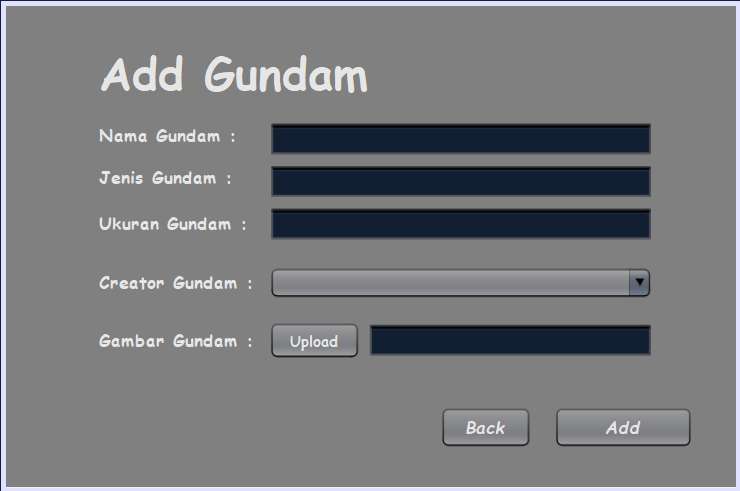 Add Gundam
Nama Gundam :
Jenis Gundam :
Ukuran Gundam :
Creator Gundam :
Gambar Gundam : Upload
Back Add